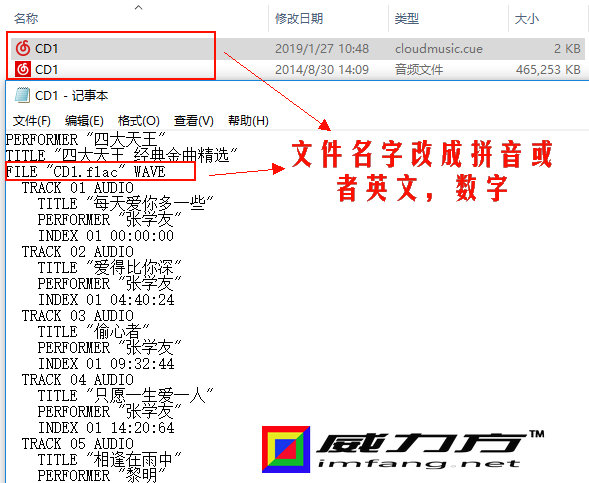 名称 修改日期 类型 大小
CD1 2019/1/27 10:48 cloudmusic.cue 2 KB
CD1 2014/8/30 14:09 音频文件 465,253 KB
CD1 - 记事本
文件(F) 编辑(E) 格式(O) 查看(V) 帮助(H)
PERFORMER "四大天王"
TITLE "四大天王 经典金曲精选"
FILE "CD1.flac" WAVE
TRACK 01 AUDIO
TITLE "每天爱你多一些"
PERFORMER "张学友"
INDEX 01 00:00:00
TRACK 02 AUDIO
TITLE "爱得比你深"
PERFORMER "张学友"
INDEX 01 04:40:24
TRACK 03 AUDIO
TITLE "偷心者"
PERFORMER "张学友"
INDEX 01 09:32:44
TRACK 04 AUDIO
TITLE "只愿一生爱一人"
PERFORMER "张学友"
INDEX 01 14:20:64
TRACK 05 AUDIO
TITLE "相逢在雨中"
PERFORMER "黎明"
文件名字改成拼音或
者英文，数字
威力方™
imfang.net